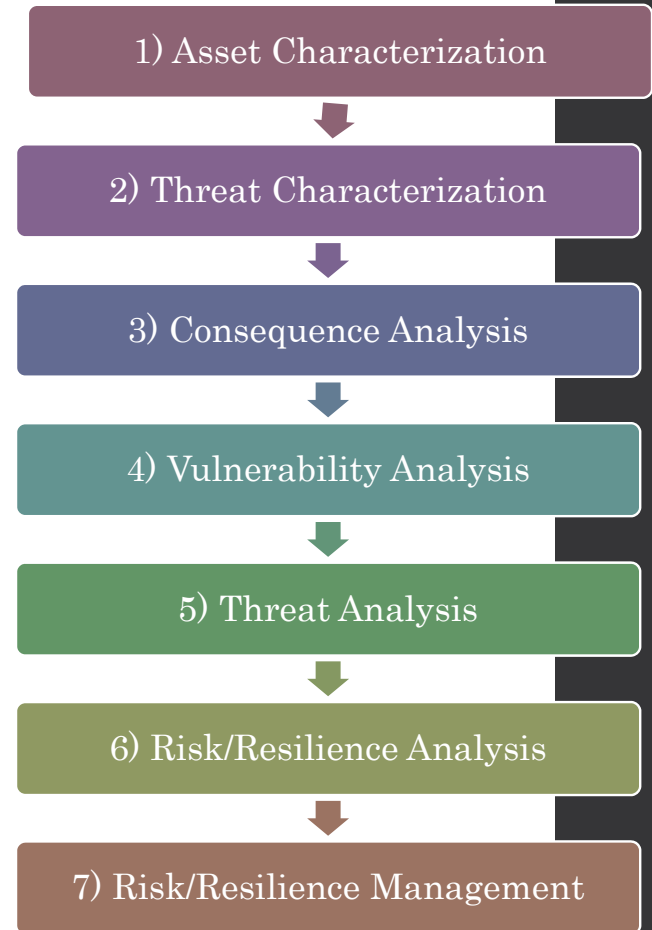 1) Asset Characterization
2) Threat Characterization
3) Consequence Analysis
4) Vulnerability Analysis
5) Threat Analysis
6) Risk/Resilience Analysis
7) Risk/Resilience Management